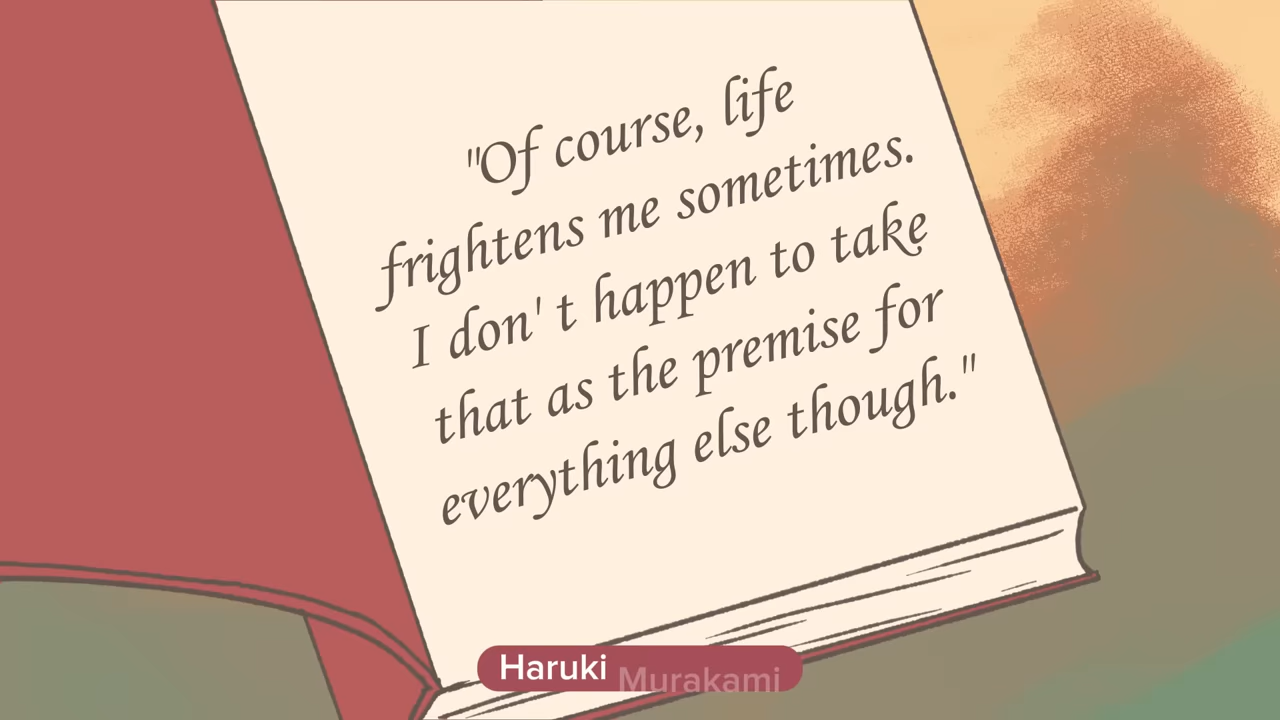 "Of course, life
frightens me sometimes.
I don' t happen to take
that as the premise for
everything else though."
Haruki Murakami